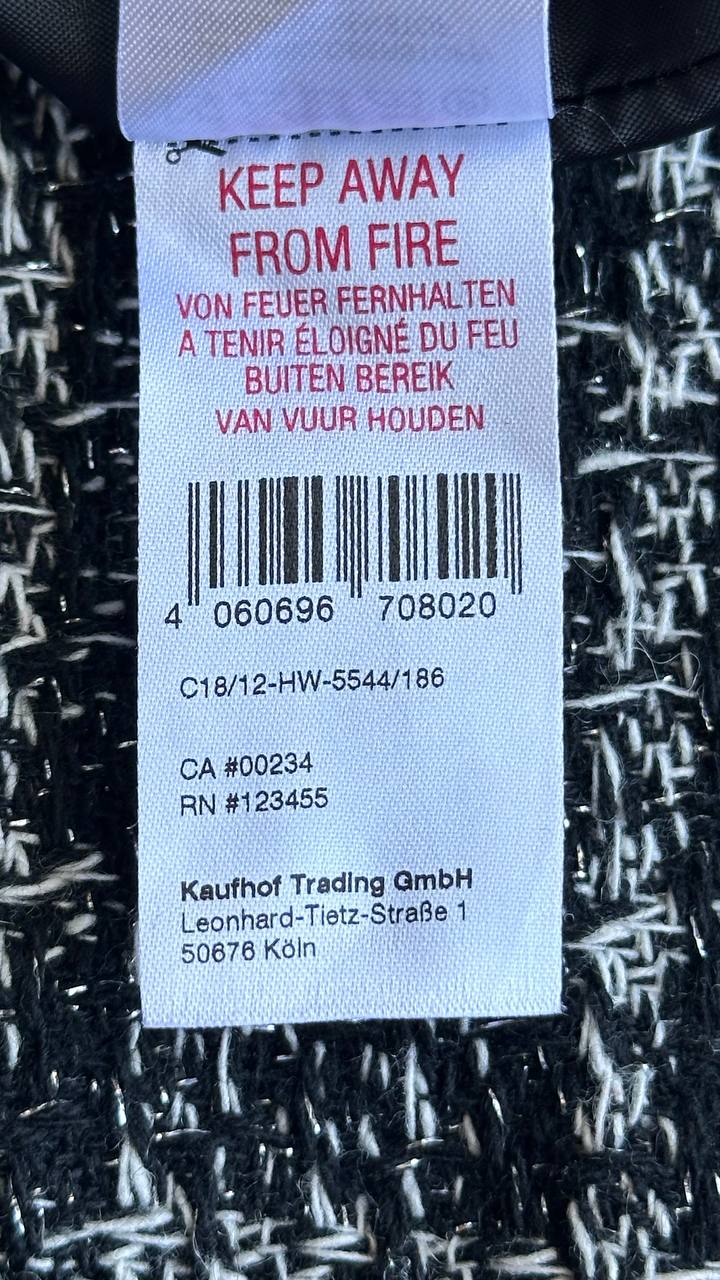 KEEP AWAY
FROM FIRE
VON FEUER FERNHALTEN
A TENIR ÉLOIGNÉ DU FEU
BUITEN BEREIK
VAN VUUR HOUDEN
4 060696 708020
C18/12-HW-5544/186
CA #00234
RN #123455
Kaufhof Trading GmbH
Leonhard-Tietz-Straße 1
50676 Köln